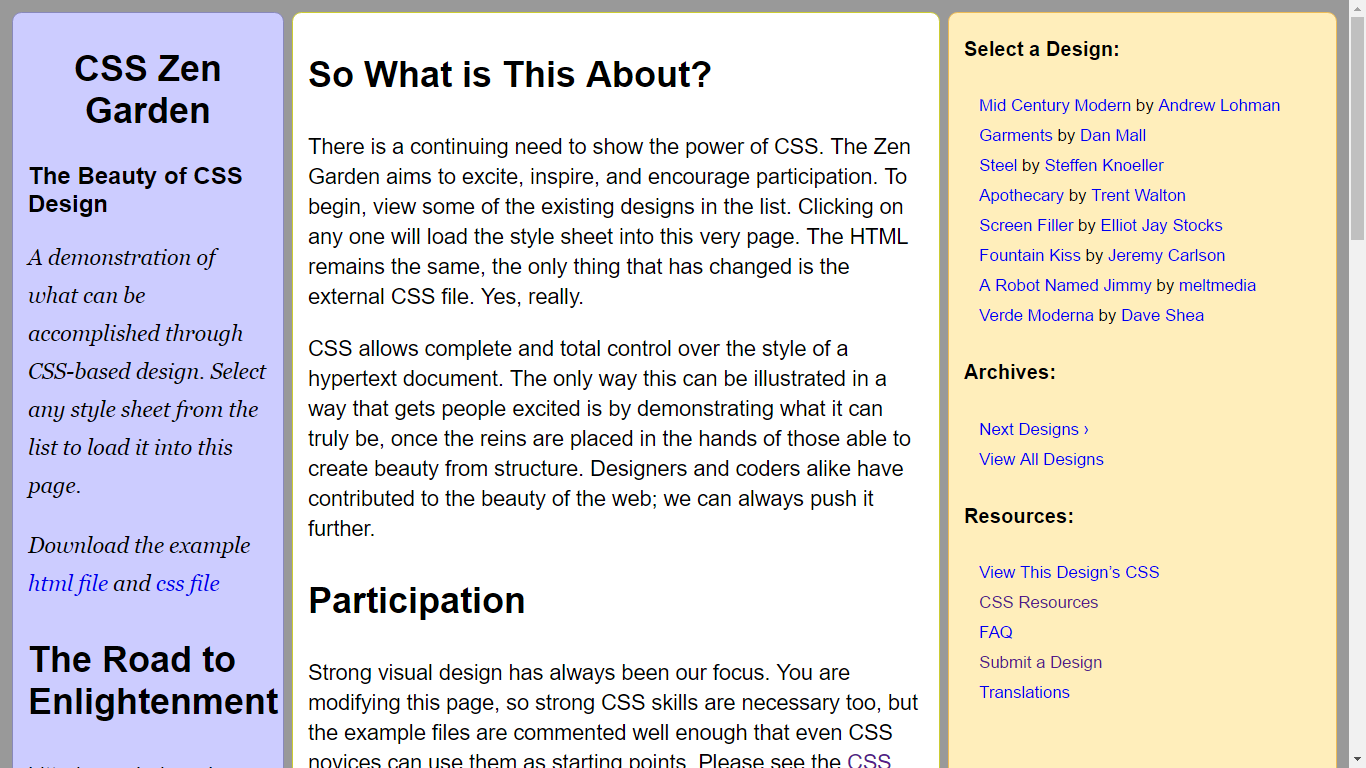 CSS Zen
Garden
The Beauty of CSS
Design
A demonstration of
what can be
accomplished through
CSS-based design. Select
any style sheet from the
list to load it into this
page.
Download the example
html file and css file
The Road to
Enlightenment
So What is This About?
There is a continuing need to show the power of CSS. The Zen
Garden aims to excite, inspire, and encourage participation. To
begin, view some of the existing designs in the list. Clicking on
any one will load the style sheet into this very page. The HTML
remains the same, the only thing that has changed is the
external CSS file. Yes, really.
CSS allows complete and total control over the style of a
hypertext document. The only way this can be illustrated in a
way that gets people excited is by demonstrating what it can
truly be, once the reins are placed in the hands of those able to
create beauty from structure. Designers and coders alike have
contributed to the beauty of the web; we can always push it
further.
Participation
Strong visual design has always been our focus. You are
modifying this page, so strong CSS skills are necessary too, but
the example files are commented well enough that even CSS
novices can use them as starting points. Please see the CSS
Select a Design:
Mid Century Modern by Andrew Lohman
Garments by Dan Mall
Steel by Steffen Knoeller
Apothecary by Trent Walton
Screen Filler by Elliot Jay Stocks
Fountain Kiss by Jeremy Carlson
A Robot Named Jimmy by meltmedia
Verde Moderna by Dave Shea
Archives:
Next Designs ›
View All Designs
Resources:
View This Design’s CSS
CSS Resources
FAQ
Submit a Design
Translations